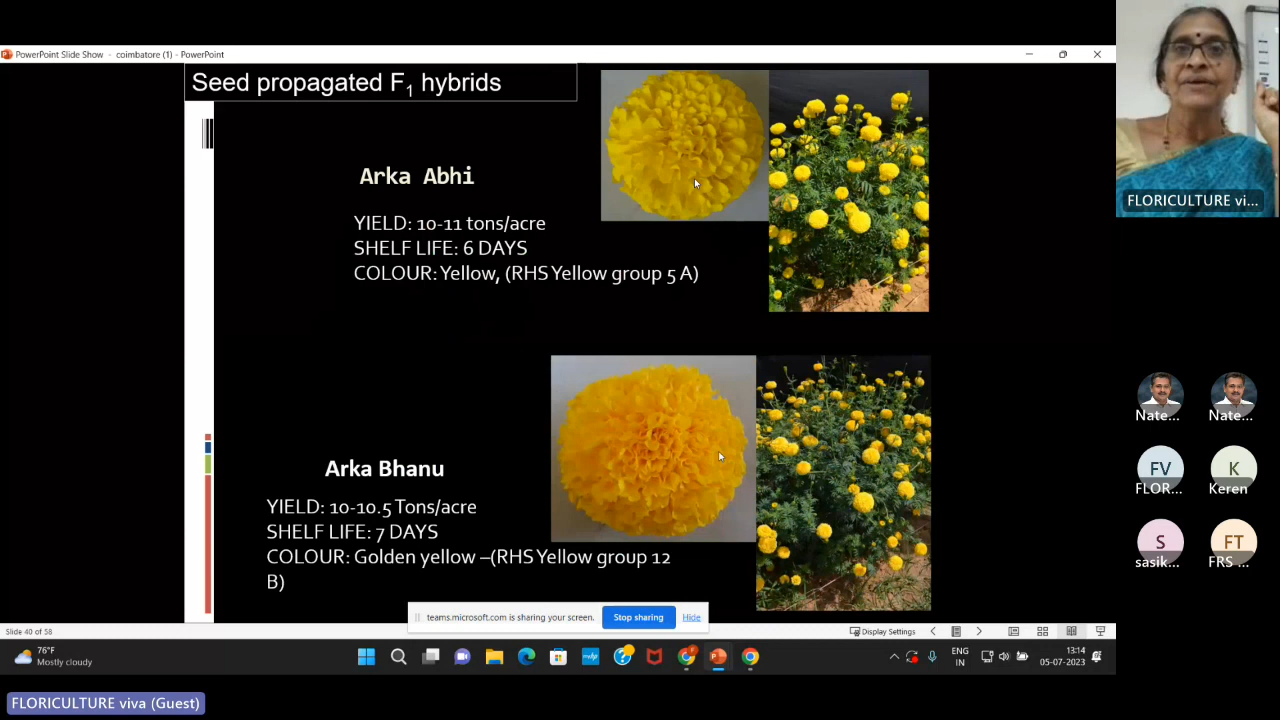 PowerPoint Slide Show - coimbatore (1) - PowerPoint
Seed propagated F₁ hybrids
Arka Abhi
YIELD: 10-11 tons/acre
SHELF LIFE: 6 DAYS
COLOUR: Yellow, (RHS Yellow group 5 A)
Arka Bhanu
YIELD: 10-10.5 Tons/acre
SHELF LIFE: 7 DAYS
COLOUR: Golden yellow –(RHS Yellow group 12
B)
teams.microsoft.com is sharing your screen.
Stop sharing
Hide
Slide 40 of 58
Display Settings
76°F
Mostly cloudy
ENG
IN
13:14
05-07-2023
FLORICULTURE vi...
Nate...
Nate...
FV
FLOR...
K
Keren
S
sasik...
FT
FRS ...
FLORICULTURE viva (Guest)